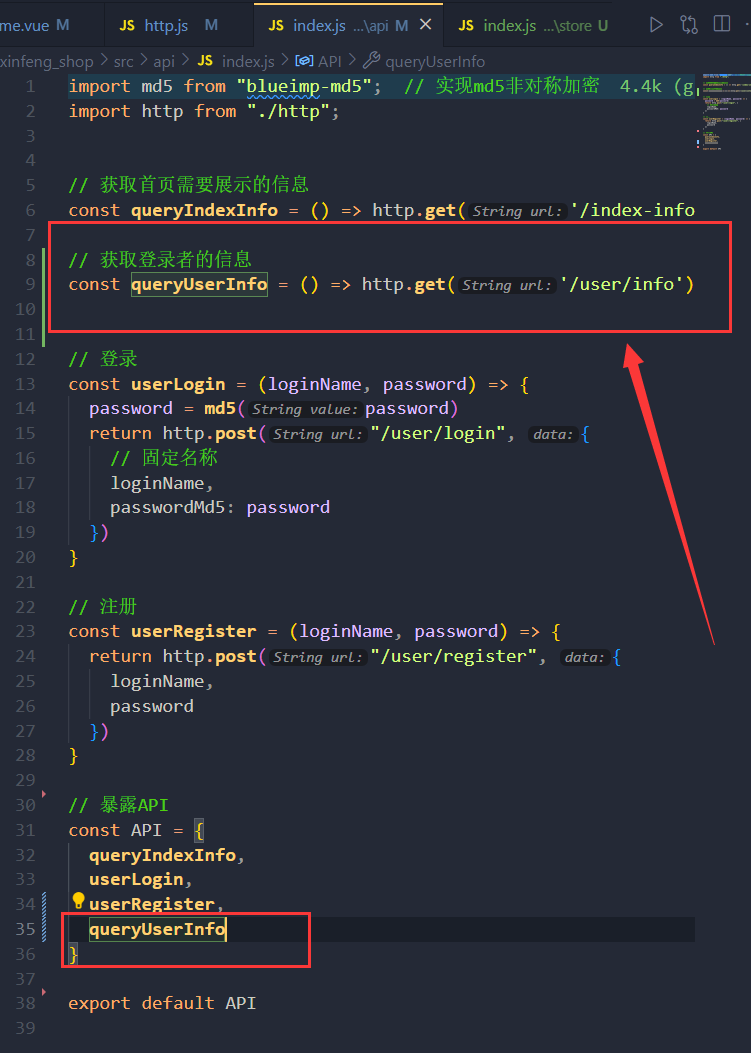 me.vue M JS http.js M JS index.js ...\api M JS index.js ...\store U
xinfeng_shop > src > api > JS index.js > API > queryUserInfo
1 import md5 from "blueimp-md5"; // 实现md5非对称加密 4.4k (g
2 import http from "./http";
3
4
5 // 获取首页需要展示的信息
6 const queryIndexInfo = () => http.get(String url:'/index-info
7
8 // 获取登录者的信息
9 const queryUserInfo = () => http.get(String url:'/user/info')
10
11
12 // 登录
13 const userLogin = (loginName, password) => {
14 password = md5(String value:password)
15 return http.post(String url:"/user/login", data:{
16 // 固定名称
17 loginName,
18 passwordMd5: password
19 })
20 }
21
22 // 注册
23 const userRegister = (loginName, password) => {
24 return http.post(String url:"/user/register", data:{
25 loginName,
26 password
27 })
28 }
29
30 // 暴露API
31 const API = {
32 queryIndexInfo,
33 userLogin,
34 userRegister,
35 queryUserInfo
36 }
37
38 export default API
39